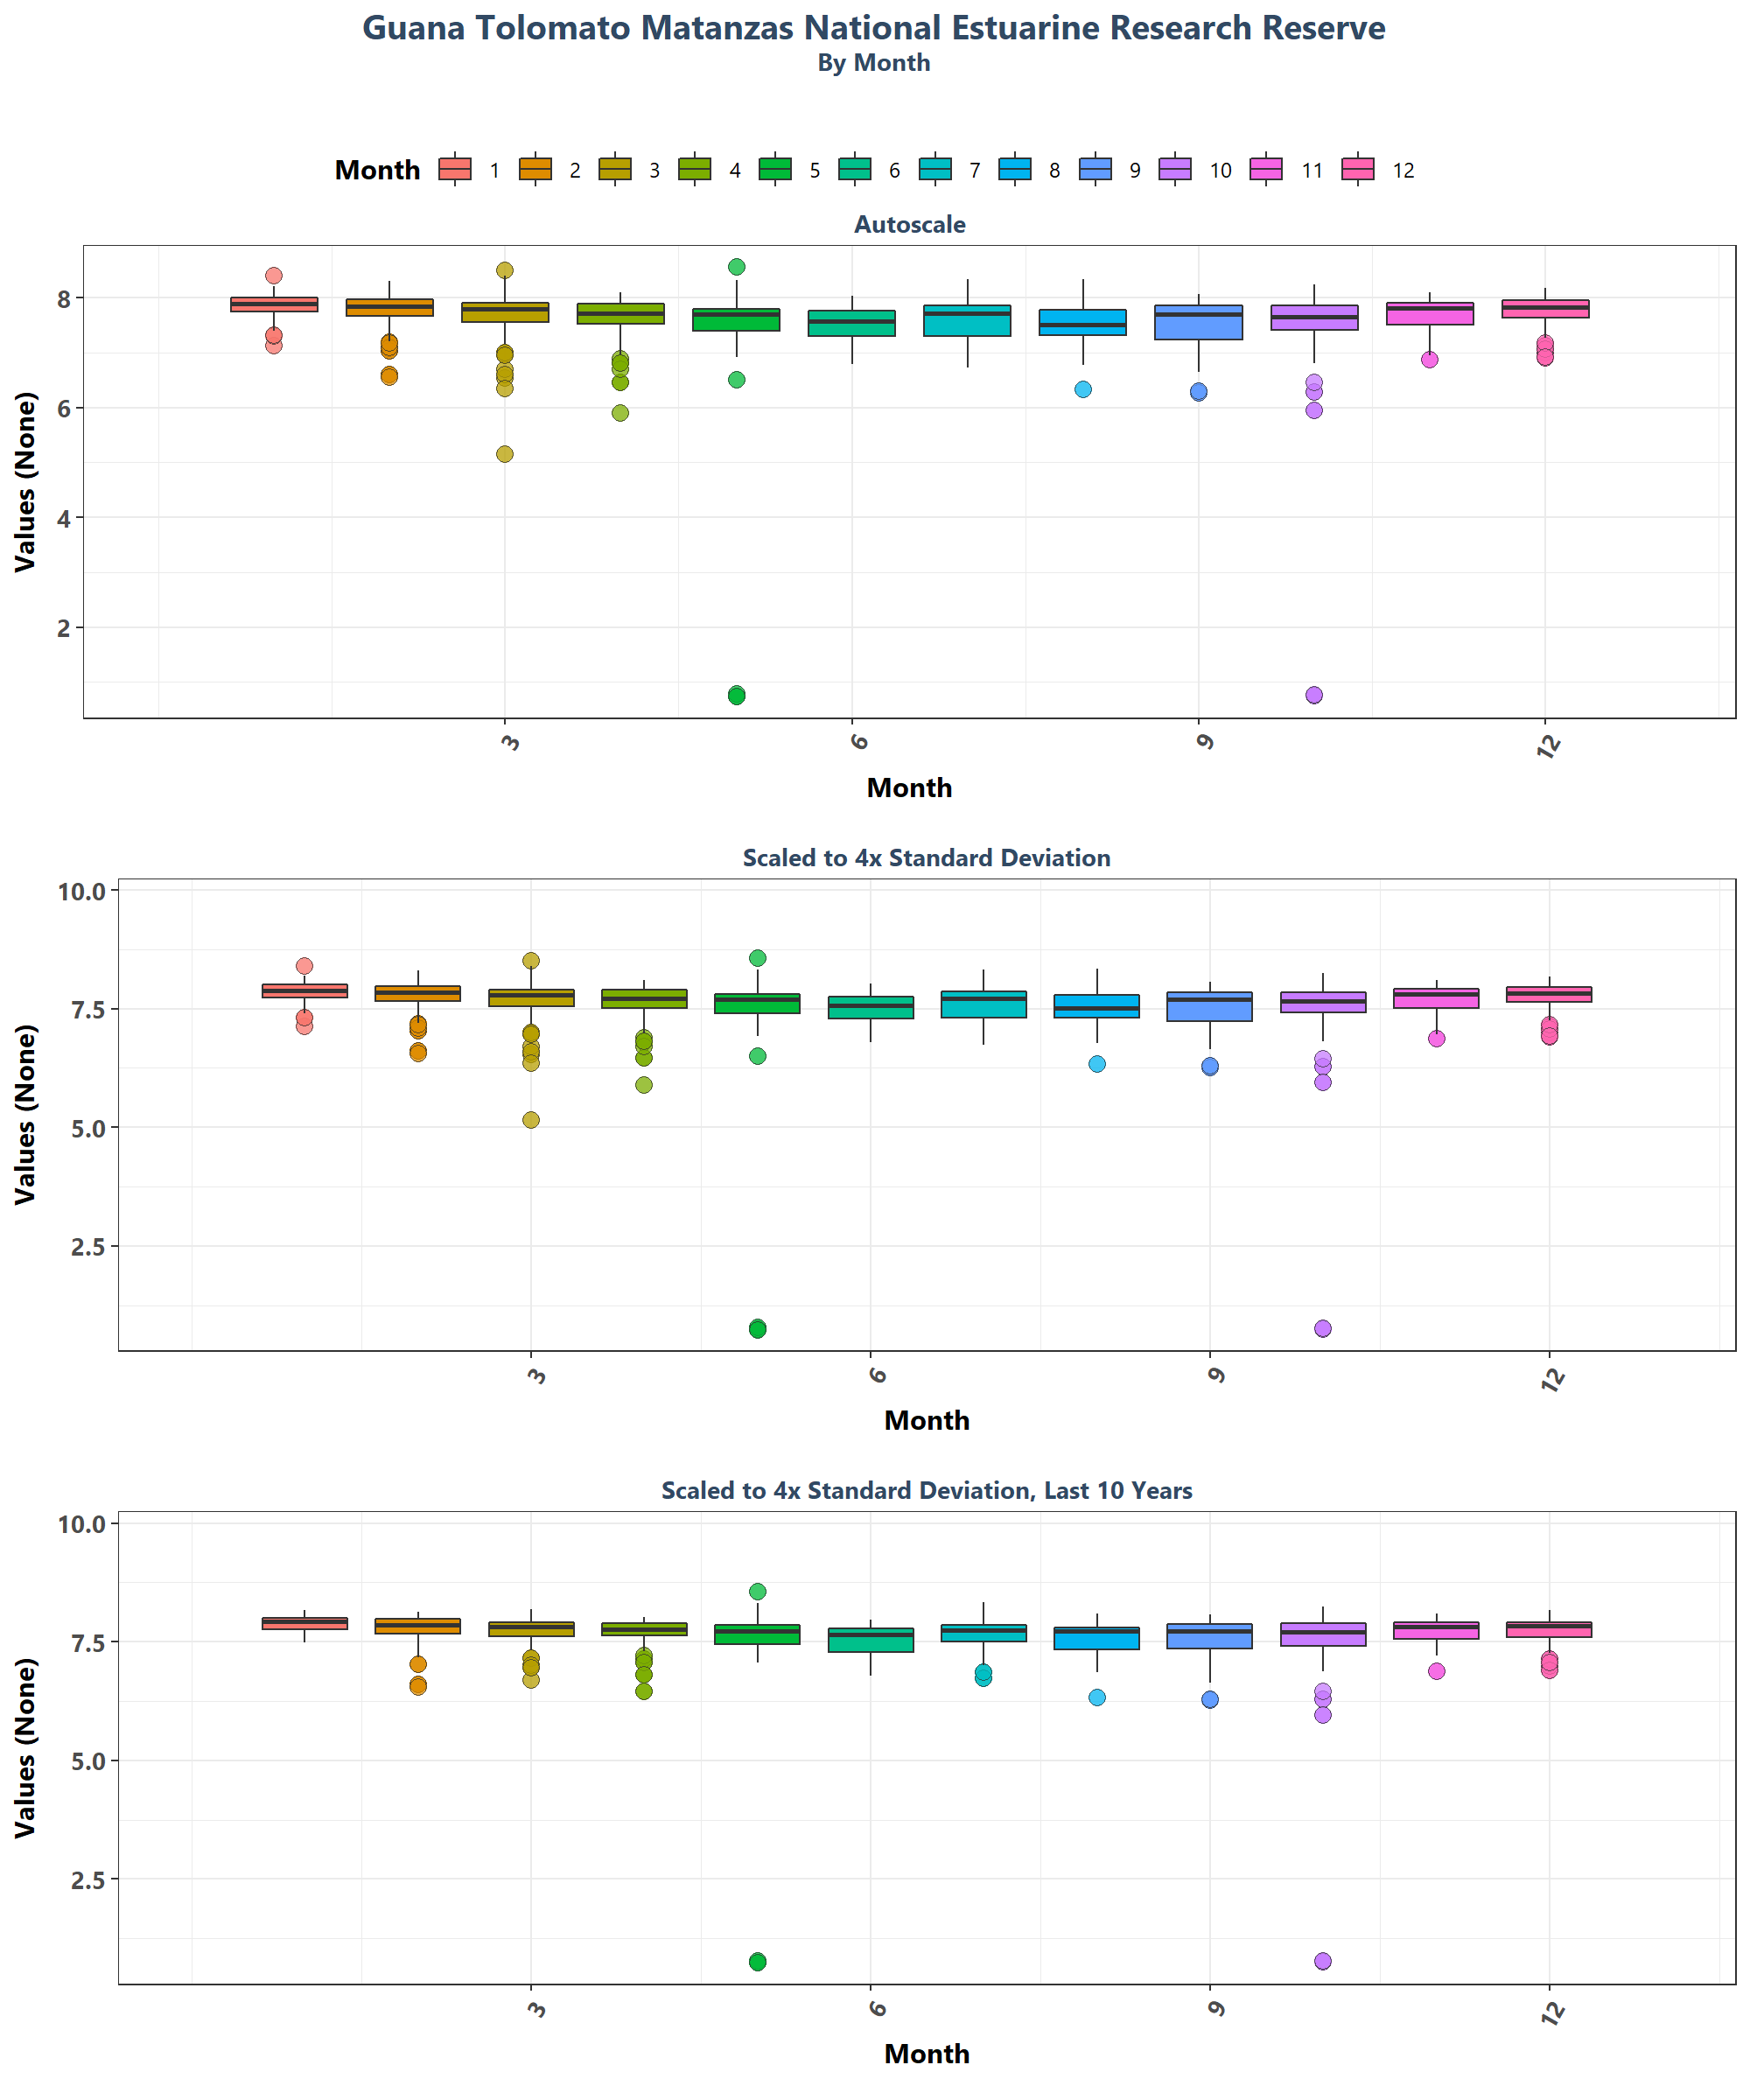 Guana Tolomato Matanzas National Estuarine Research Reserve
By Month
Month 1 2 3 4 5 6 7 8 9 10 11 12
Autoscale
Values (None)
8
6
4
2
3 6 9 12
Month
Scaled to 4x Standard Deviation
Values (None)
10.0
7.5
5.0
2.5
3 6 9 12
Month
Scaled to 4x Standard Deviation, Last 10 Years
Values (None)
10.0
7.5
5.0
2.5
3 6 9 12
Month